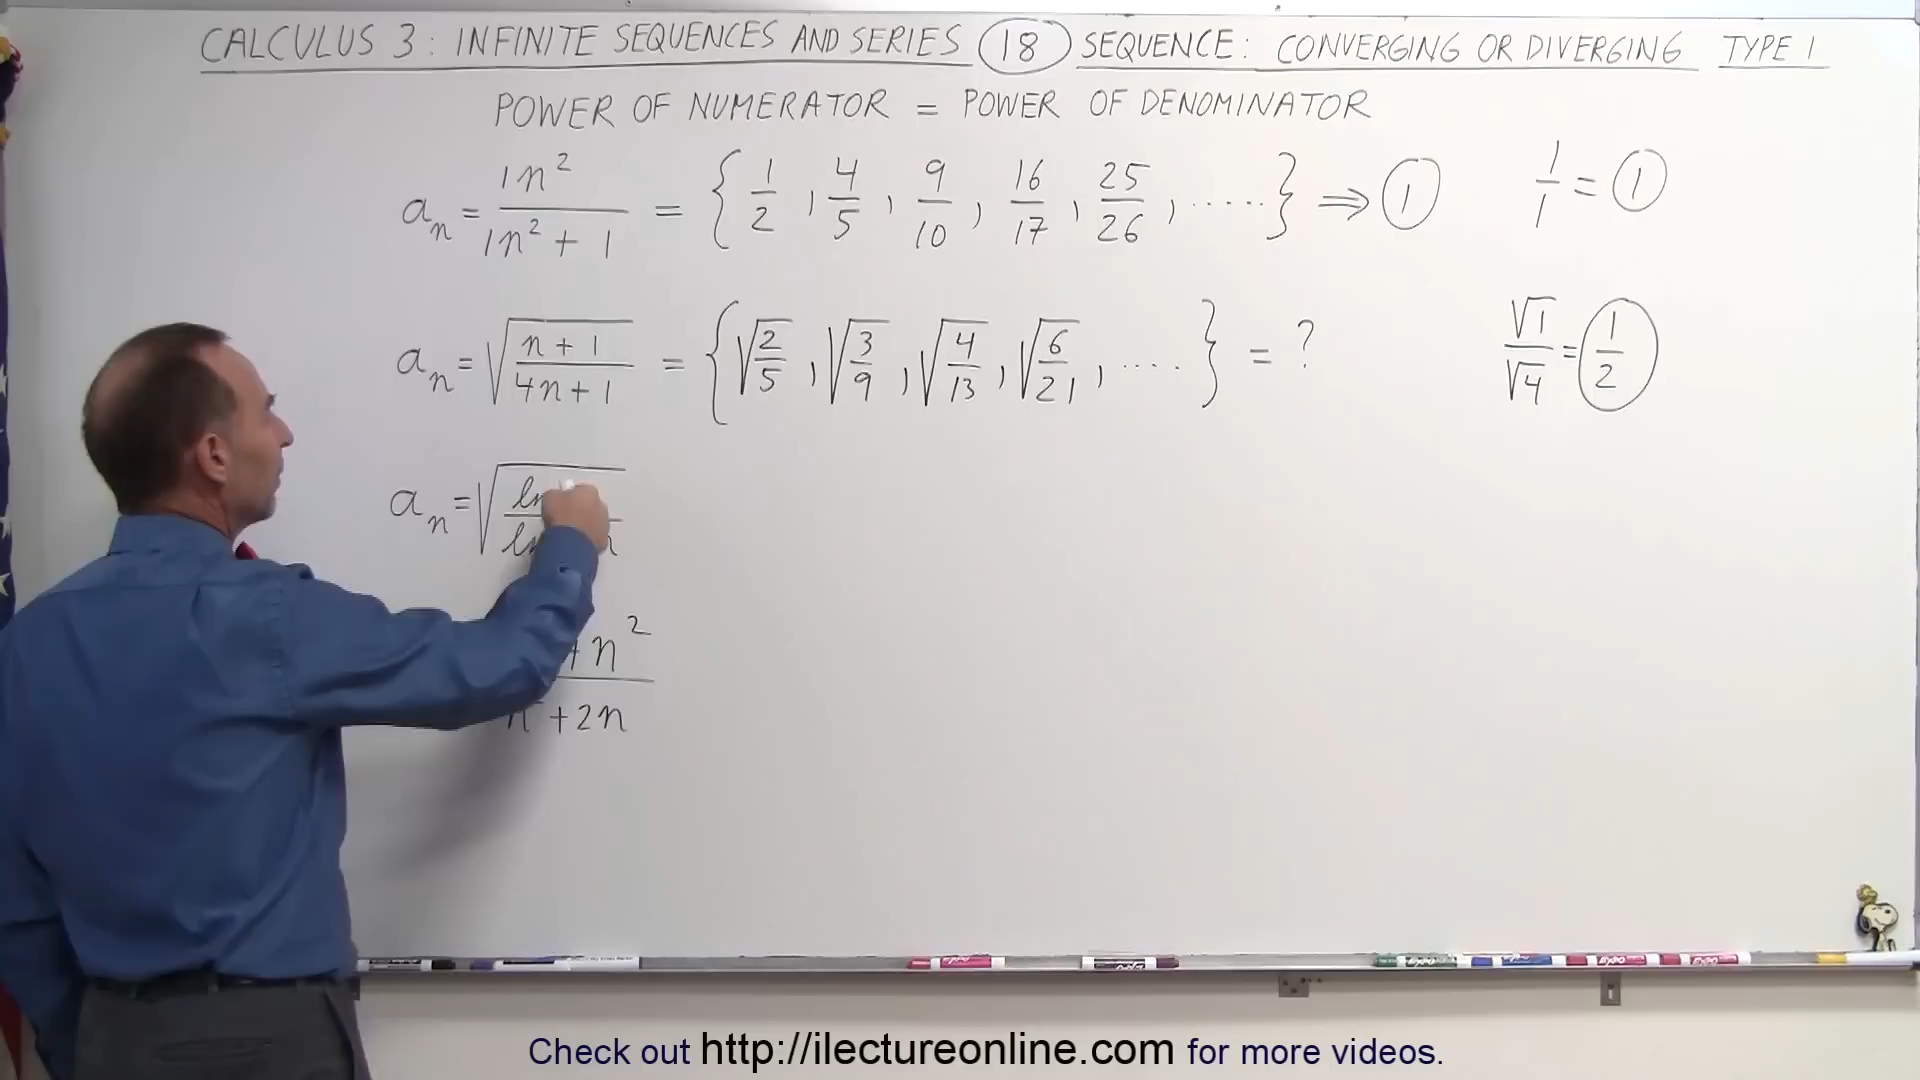 CALCULUS 3: INFINITE SEQUENCES AND SERIES 18 SEQUENCE: CONVERGING OR DIVERGING TYPE 1
POWER OF NUMERATOR = POWER OF DENOMINATOR
a_n = 1n²/(1n² + 1) = {1/2, 4/5, 9/10, 16/17, 25/26, .....} ⇒ 1    1/1 = 1
a_n = √((n+1)/(4n+1)) = {√(2/5), √(3/9), √(4/13), √(6/21), ....} = ?    √1/√4 = 1/2
a_n = √
+ n²
+ 2n
Check out http://ilectureonline.com for more videos.